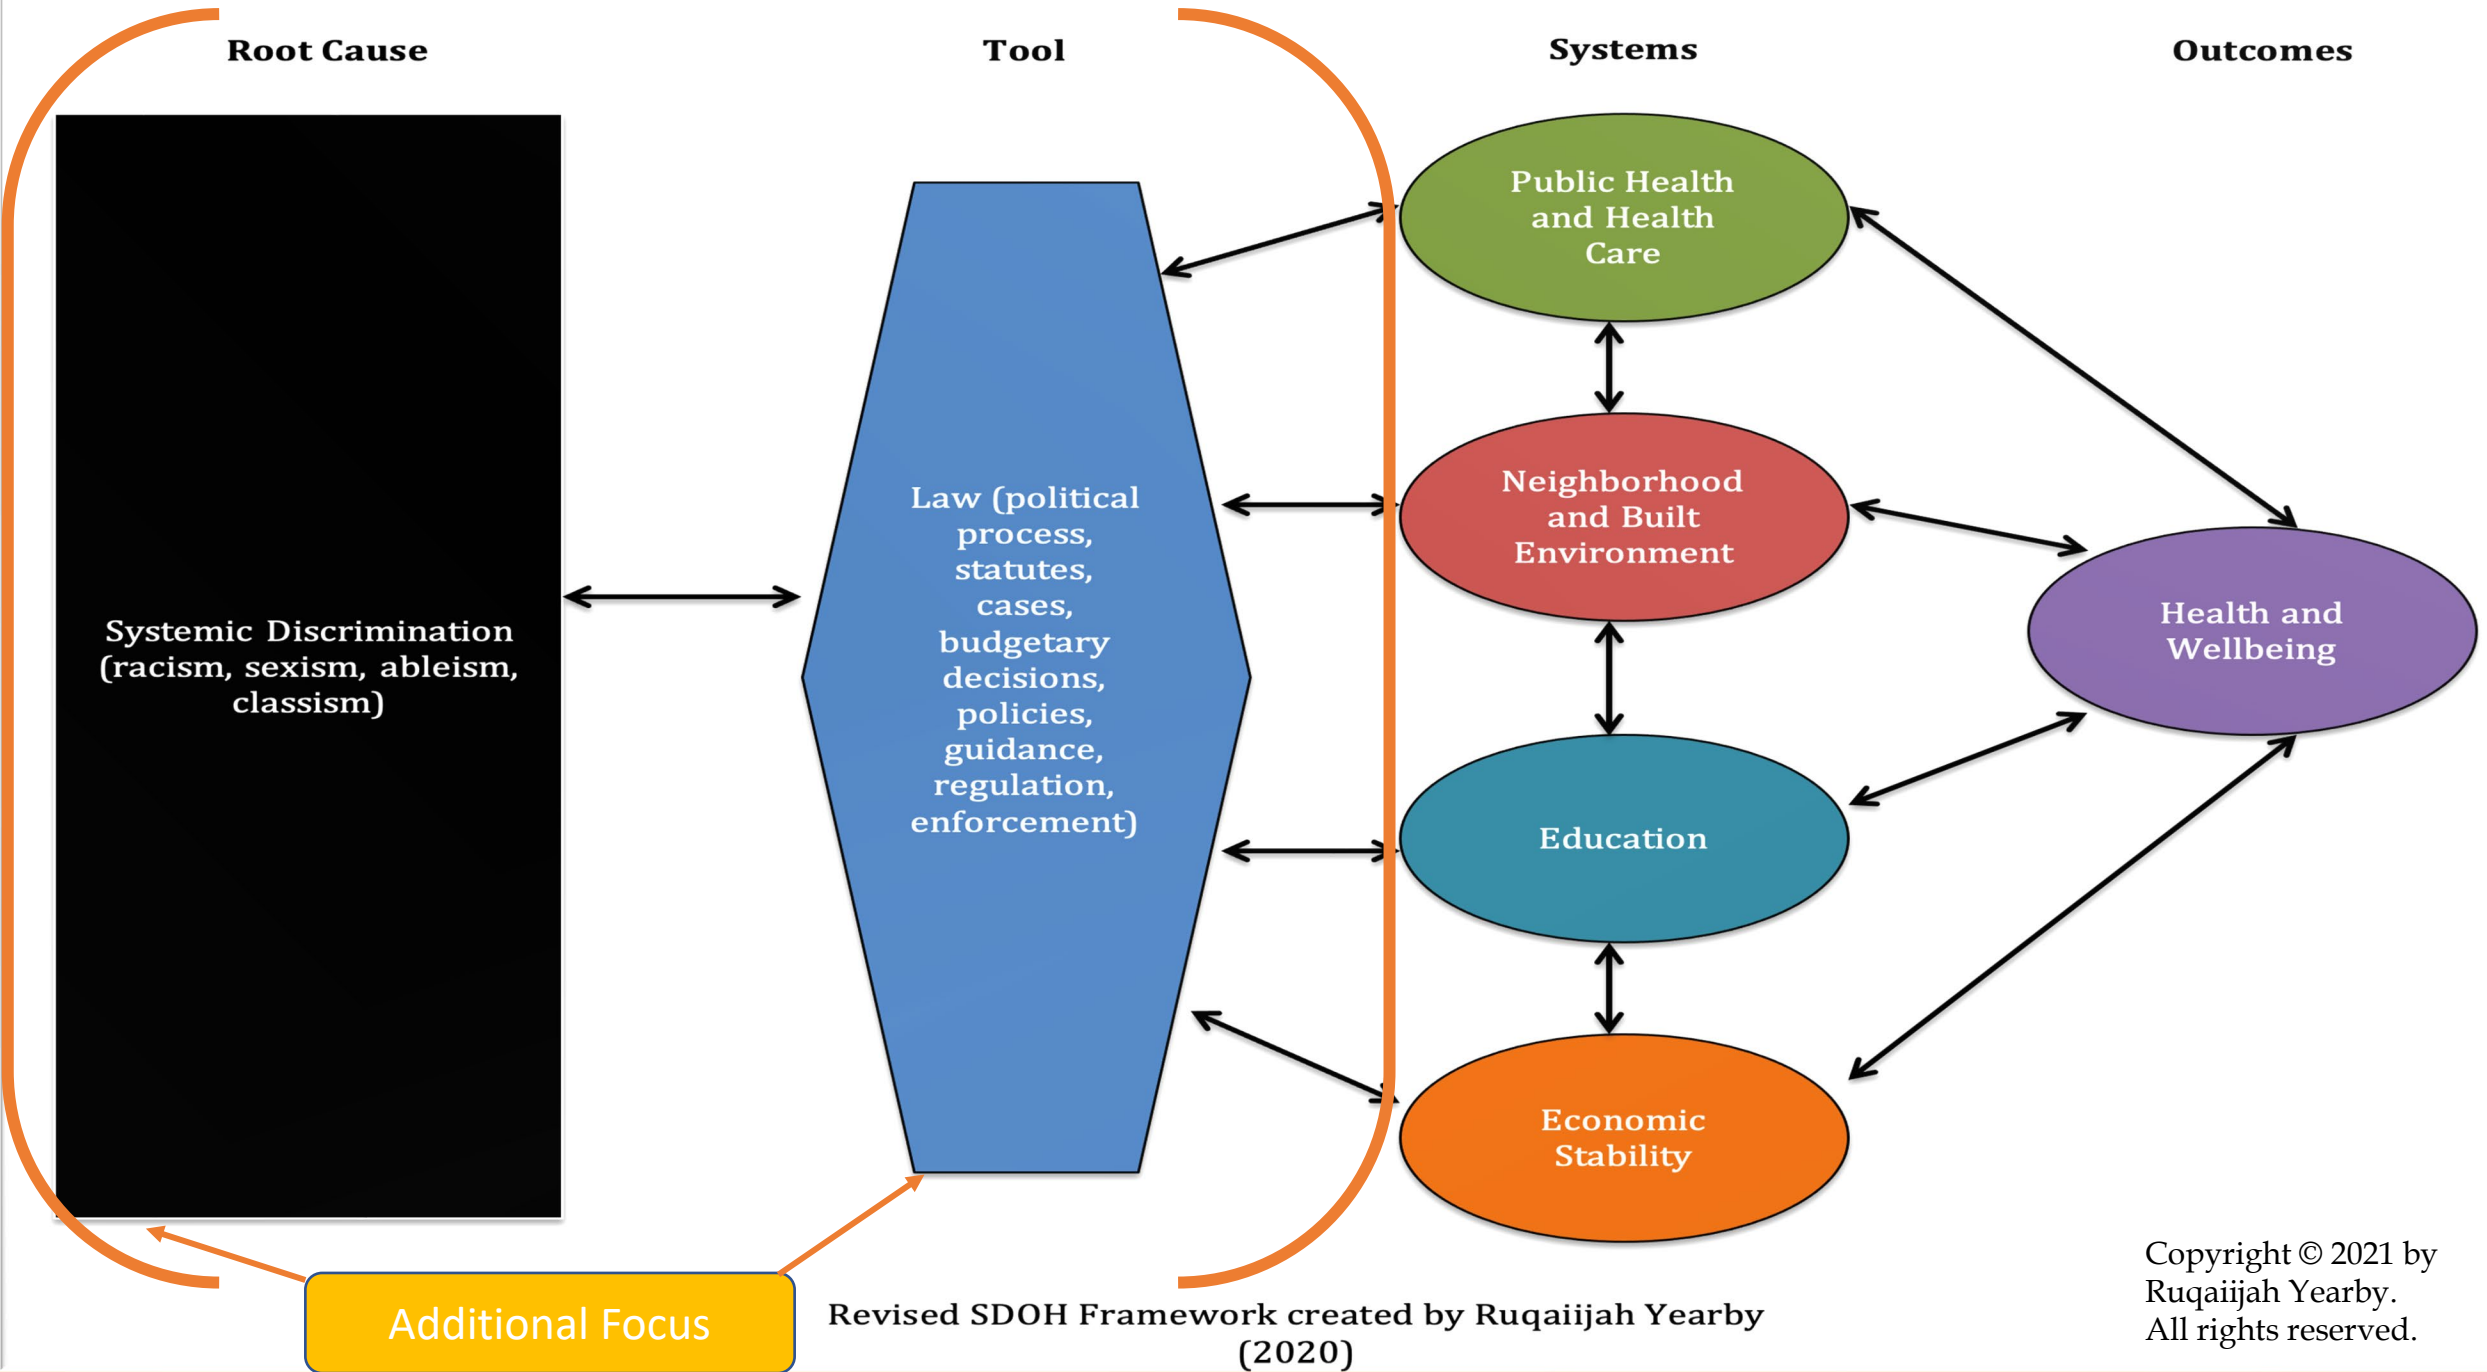 Root Cause
Tool
Systems
Outcomes
Systemic Discrimination
(racism, sexism, ableism,
classism)
Law (political
process,
statutes,
cases,
budgetary
decisions,
policies,
guidance,
regulation,
enforcement)
Public Health
and Health
Care
Neighborhood
and Built
Environment
Education
Economic
Stability
Health and
Wellbeing
Additional Focus
Revised SDOH Framework created by Ruqaiijah Yearby
(2020)
Copyright © 2021 by
Ruqaiijah Yearby.
All rights reserved.